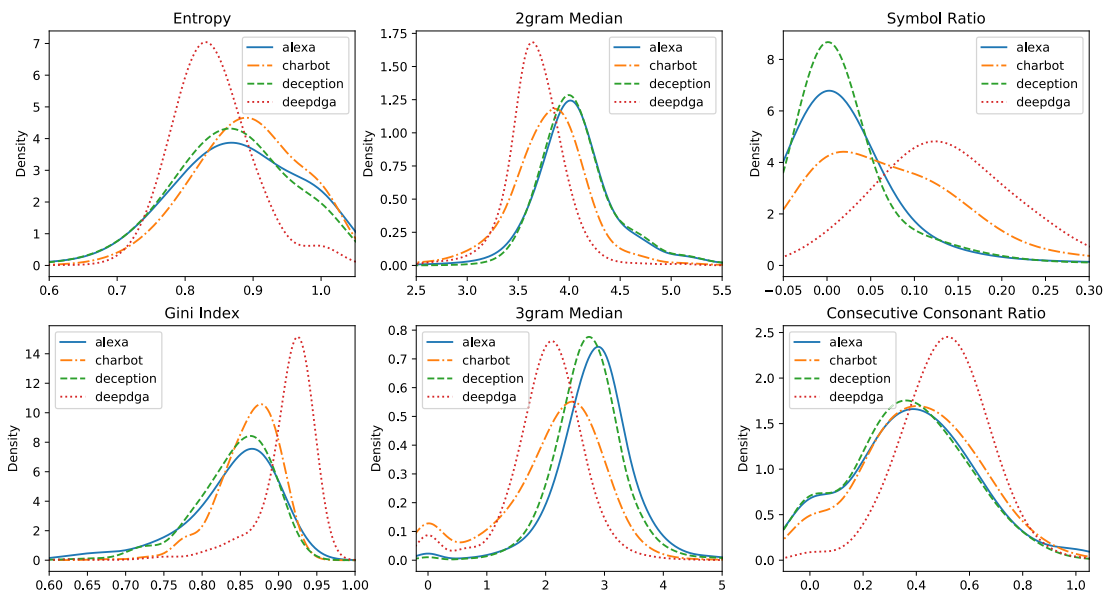 Entropy
2gram Median
Symbol Ratio
Density
7
6
5
4
3
2
1
0
0.6 0.7 0.8 0.9 1.0
alexa
charbot
deception
deepdga
Density
1.75
1.50
1.25
1.00
0.75
0.50
0.25
0.00
2.5 3.0 3.5 4.0 4.5 5.0 5.5
alexa
charbot
deception
deepdga
Density
8
6
4
2
0
−0.05 0.00 0.05 0.10 0.15 0.20 0.25 0.30
alexa
charbot
deception
deepdga
Gini Index
3gram Median
Consecutive Consonant Ratio
Density
14
12
10
8
6
4
2
0
0.60 0.65 0.70 0.75 0.80 0.85 0.90 0.95 1.00
alexa
charbot
deception
deepdga
Density
0.8
0.7
0.6
0.5
0.4
0.3
0.2
0.1
0.0
0 1 2 3 4 5
alexa
charbot
deception
deepdga
Density
2.5
2.0
1.5
1.0
0.5
0.0
0.0 0.2 0.4 0.6 0.8 1.0
alexa
charbot
deception
deepdga